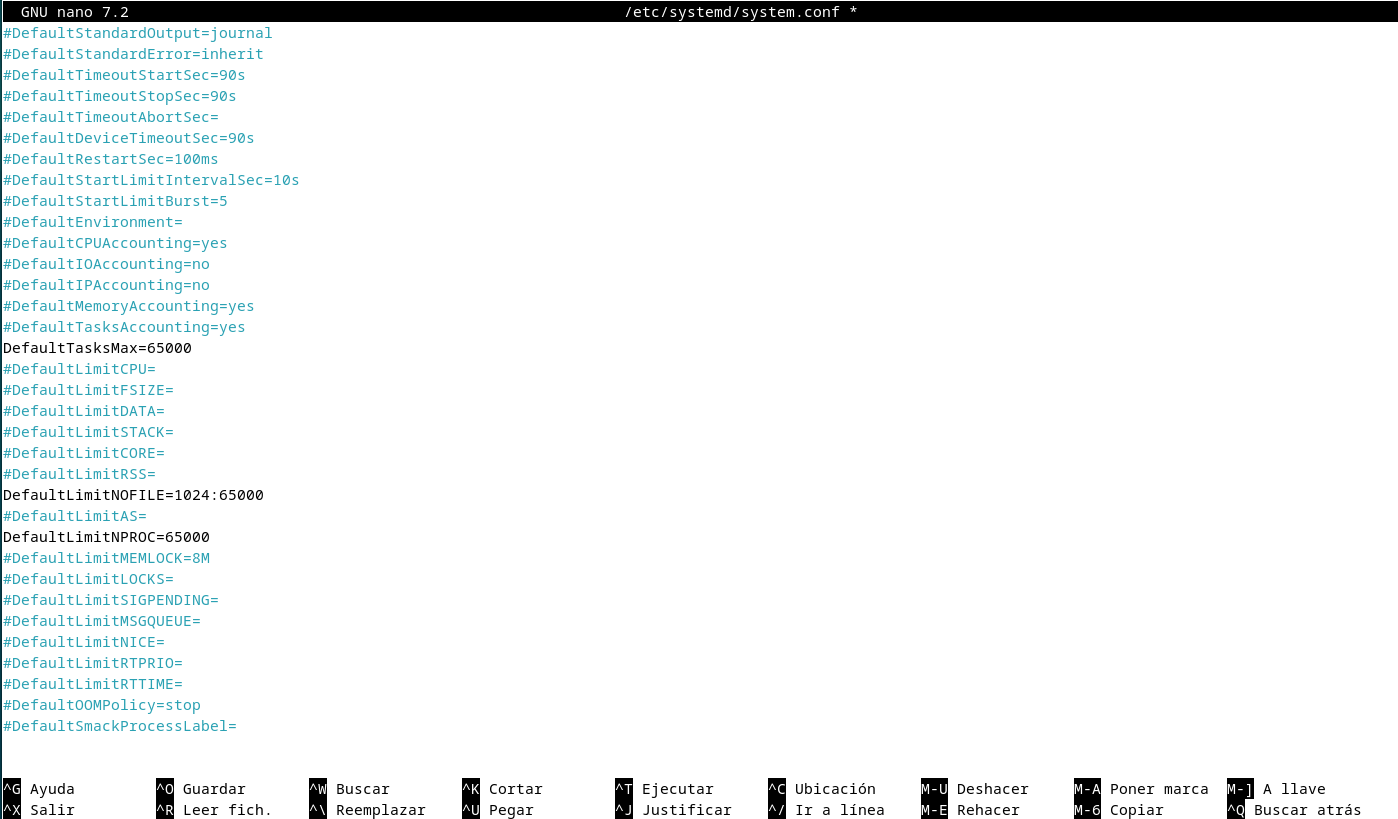 GNU nano 7.2 /etc/systemd/system.conf *
#DefaultStandardOutput=journal
#DefaultStandardError=inherit
#DefaultTimeoutStartSec=90s
#DefaultTimeoutStopSec=90s
#DefaultTimeoutAbortSec=
#DefaultDeviceTimeoutSec=90s
#DefaultRestartSec=100ms
#DefaultStartLimitIntervalSec=10s
#DefaultStartLimitBurst=5
#DefaultEnvironment=
#DefaultCPUAccounting=yes
#DefaultIOAccounting=no
#DefaultIPAccounting=no
#DefaultMemoryAccounting=yes
#DefaultTasksAccounting=yes
DefaultTasksMax=65000
#DefaultLimitCPU=
#DefaultLimitFSIZE=
#DefaultLimitDATA=
#DefaultLimitSTACK=
#DefaultLimitCORE=
#DefaultLimitRSS=
DefaultLimitNOFILE=1024:65000
#DefaultLimitAS=
DefaultLimitNPROC=65000
#DefaultLimitMEMLOCK=8M
#DefaultLimitLOCKS=
#DefaultLimitSIGPENDING=
#DefaultLimitMSGQUEUE=
#DefaultLimitNICE=
#DefaultLimitRTPRIO=
#DefaultLimitRTTIME=
#DefaultOOMPolicy=stop
#DefaultSmackProcessLabel=
^G Ayuda ^O Guardar ^W Buscar ^K Cortar ^T Ejecutar ^C Ubicación M-U Deshacer M-A Poner marca M-] A llave
^X Salir ^R Leer fich. ^\ Reemplazar ^U Pegar ^J Justificar ^/ Ir a línea M-E Rehacer M-6 Copiar ^Q Buscar atrás